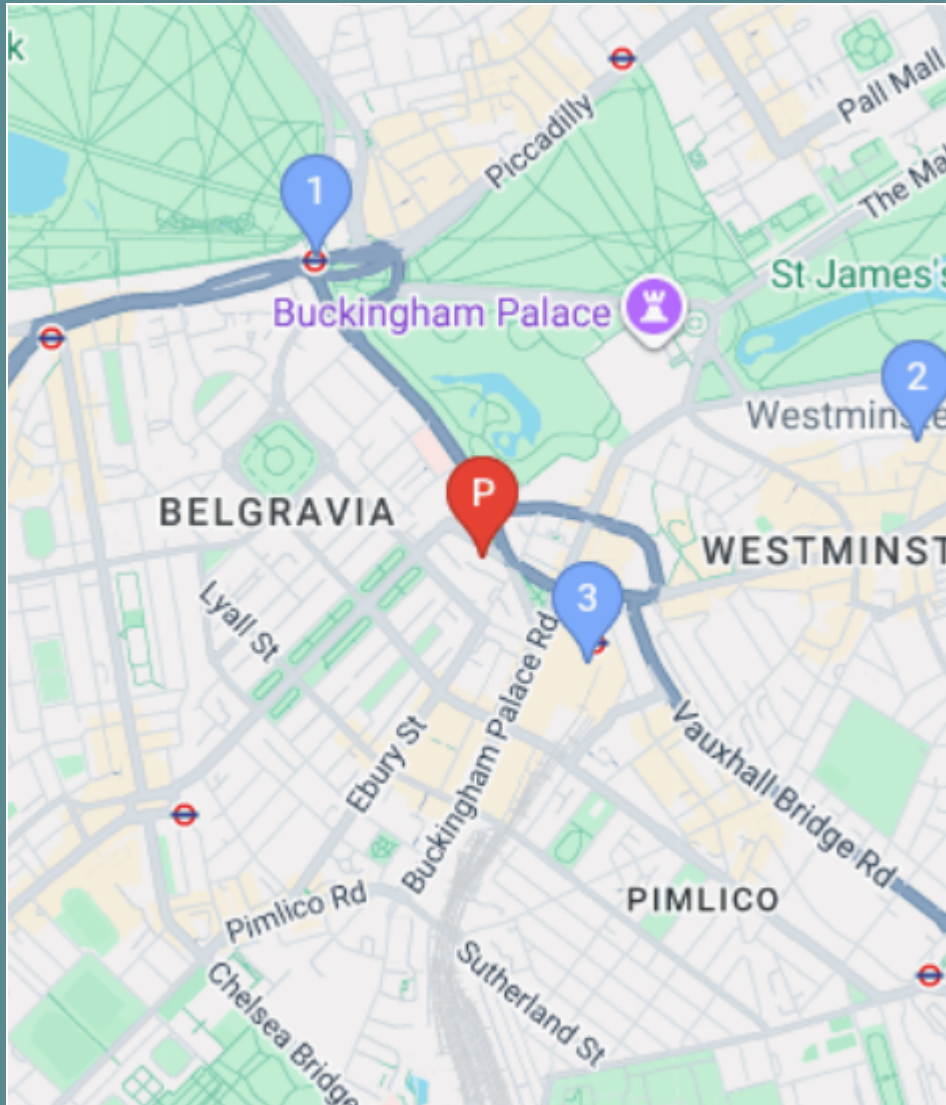 k
Pall Mall
Piccadilly
1
The Mal
St James's
Buckingham Palace
2
Westminste
P
BELGRAVIA
WESTMINST
3
Lyall St
Buckingham Palace Rd
Ebury St
Vauxhall Bridge Rd
PIMLICO
Pimlico Rd
Sutherland St
Chelsea Bridge